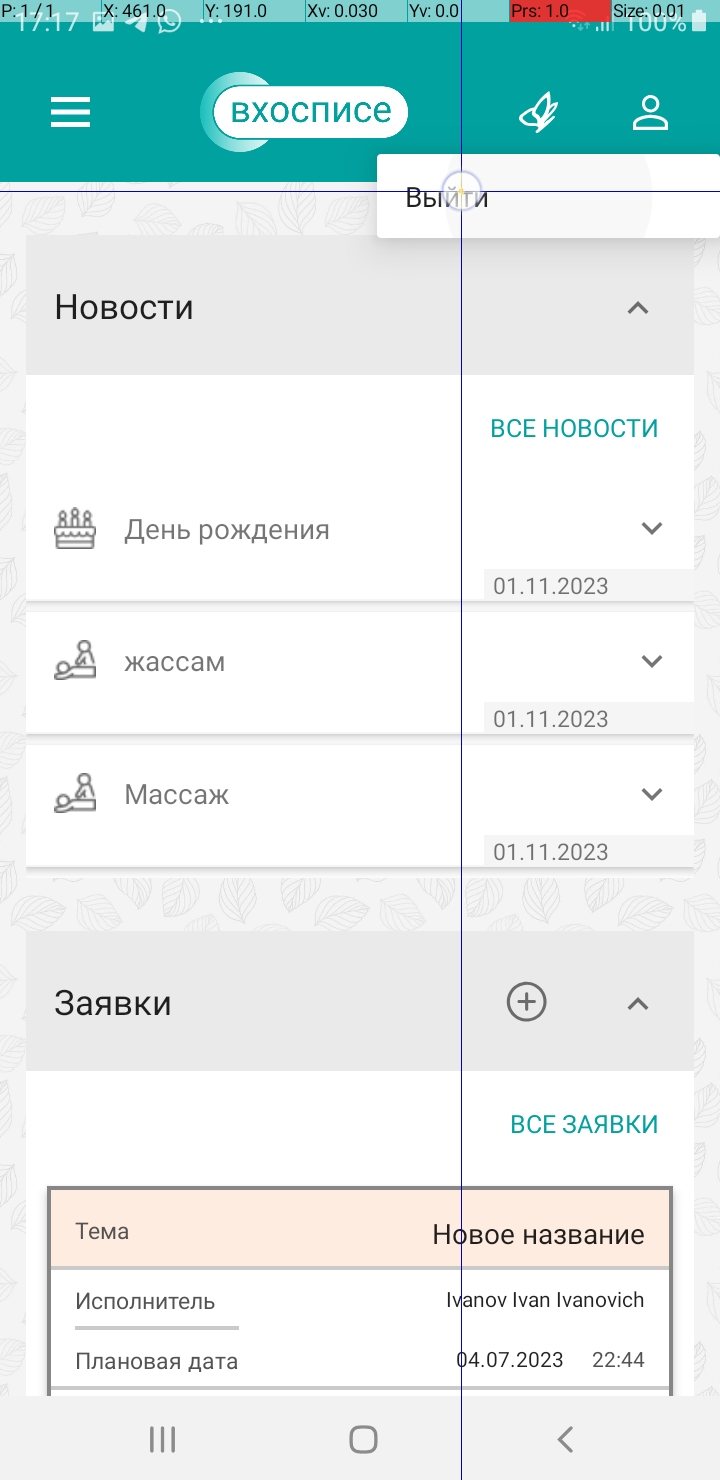 P: 1 / 1 X: 461.0 Y: 191.0 Xv: 0.030 Yv: 0.0 Prs: 1.0 Size: 0.01
17:17 100%
вхосписе
Выйти
Новости
ВСЕ НОВОСТИ
День рождения
01.11.2023
жассам
01.11.2023
Массаж
01.11.2023
Заявки
ВСЕ ЗАЯВКИ
Тема Новое название
Исполнитель Ivanov Ivan Ivanovich
Плановая дата 04.07.2023 22:44